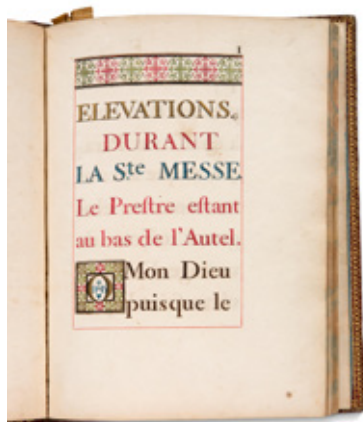 1
ELEVATIONS.
DURANT
LA Ste MESSE.
Le Preſtre eſtant
au bas de l'Autel.
O Mon Dieu
puisque le